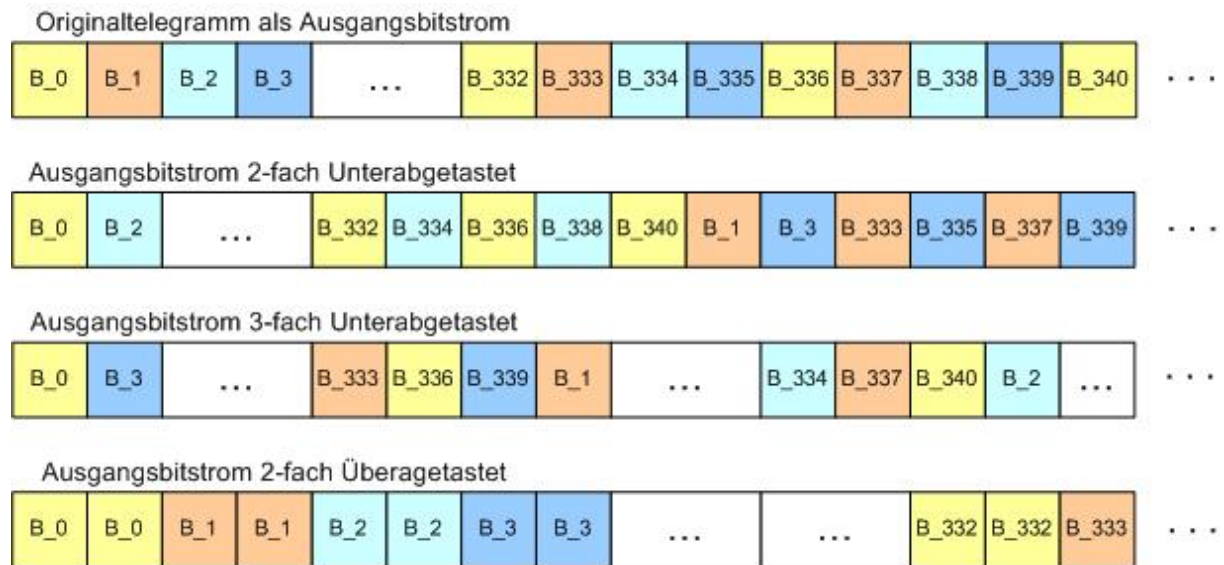 Originaltelegramm als Ausgangsbitstrom
B_0 B_1 B_2 B_3 ... B_332 B_333 B_334 B_335 B_336 B_337 B_338 B_339 B_340 ...
Ausgangsbitstrom 2-fach Unterabgetastet
B_0 B_2 ... B_332 B_334 B_336 B_338 B_340 B_1 B_3 B_333 B_335 B_337 B_339 ...
Ausgangsbitstrom 3-fach Unterabgetastet
B_0 B_3 ... B_333 B_336 B_339 B_1 ... B_334 B_337 B_340 B_2 ... ...
Ausgangsbitstrom 2-fach Überagetastet
B_0 B_0 B_1 B_1 B_2 B_2 B_3 B_3 ... ... B_332 B_332 B_333 ...